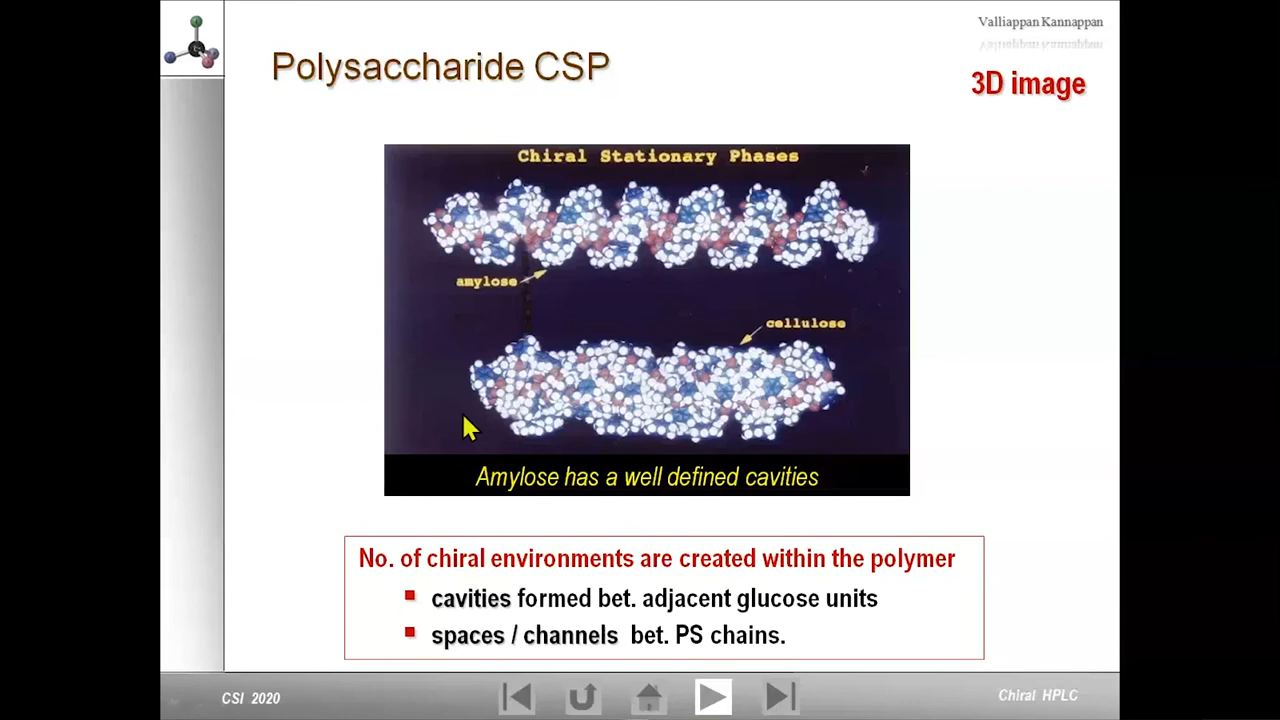 Valliappan Kannappan
Polysaccharide CSP
3D image
Chiral Stationary Phases
amylose
cellulose
Amylose has a well defined cavities
No. of chiral environments are created within the polymer
cavities formed bet. adjacent glucose units
spaces / channels bet. PS chains.
CSI 2020
Chiral HPLC